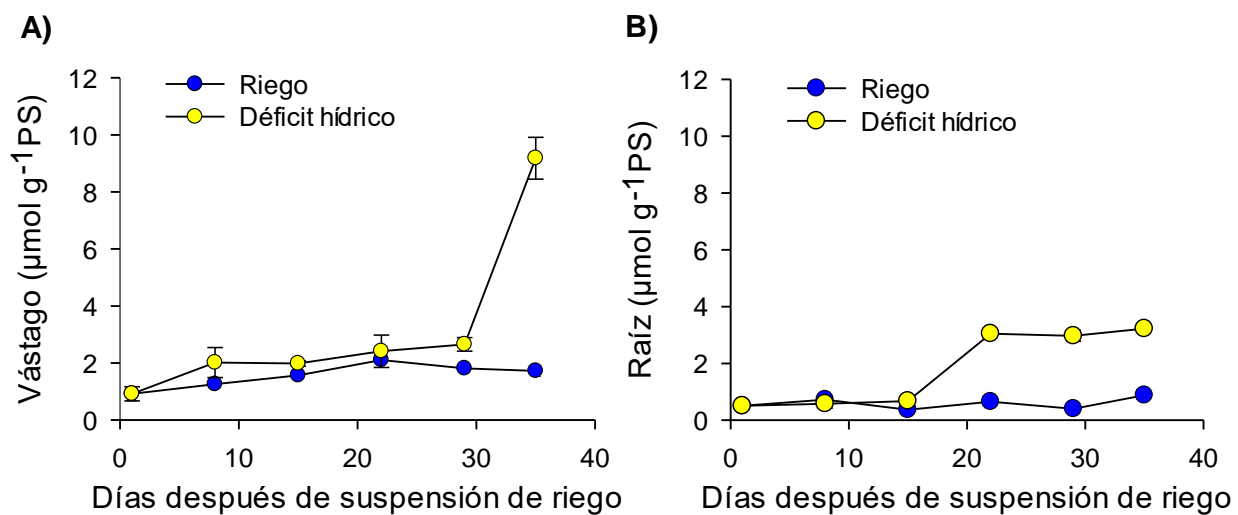 A)
Vástago (µmol g-1PS)
12
10
8
6
4
2
0
Riego
Déficit hídrico
0 10 20 30 40
Días después de suspensión de riego
B)
Raíz (µmol g-1PS)
12
10
8
6
4
2
0
Riego
Déficit hídrico
0 10 20 30 40
Días después de suspensión de riego